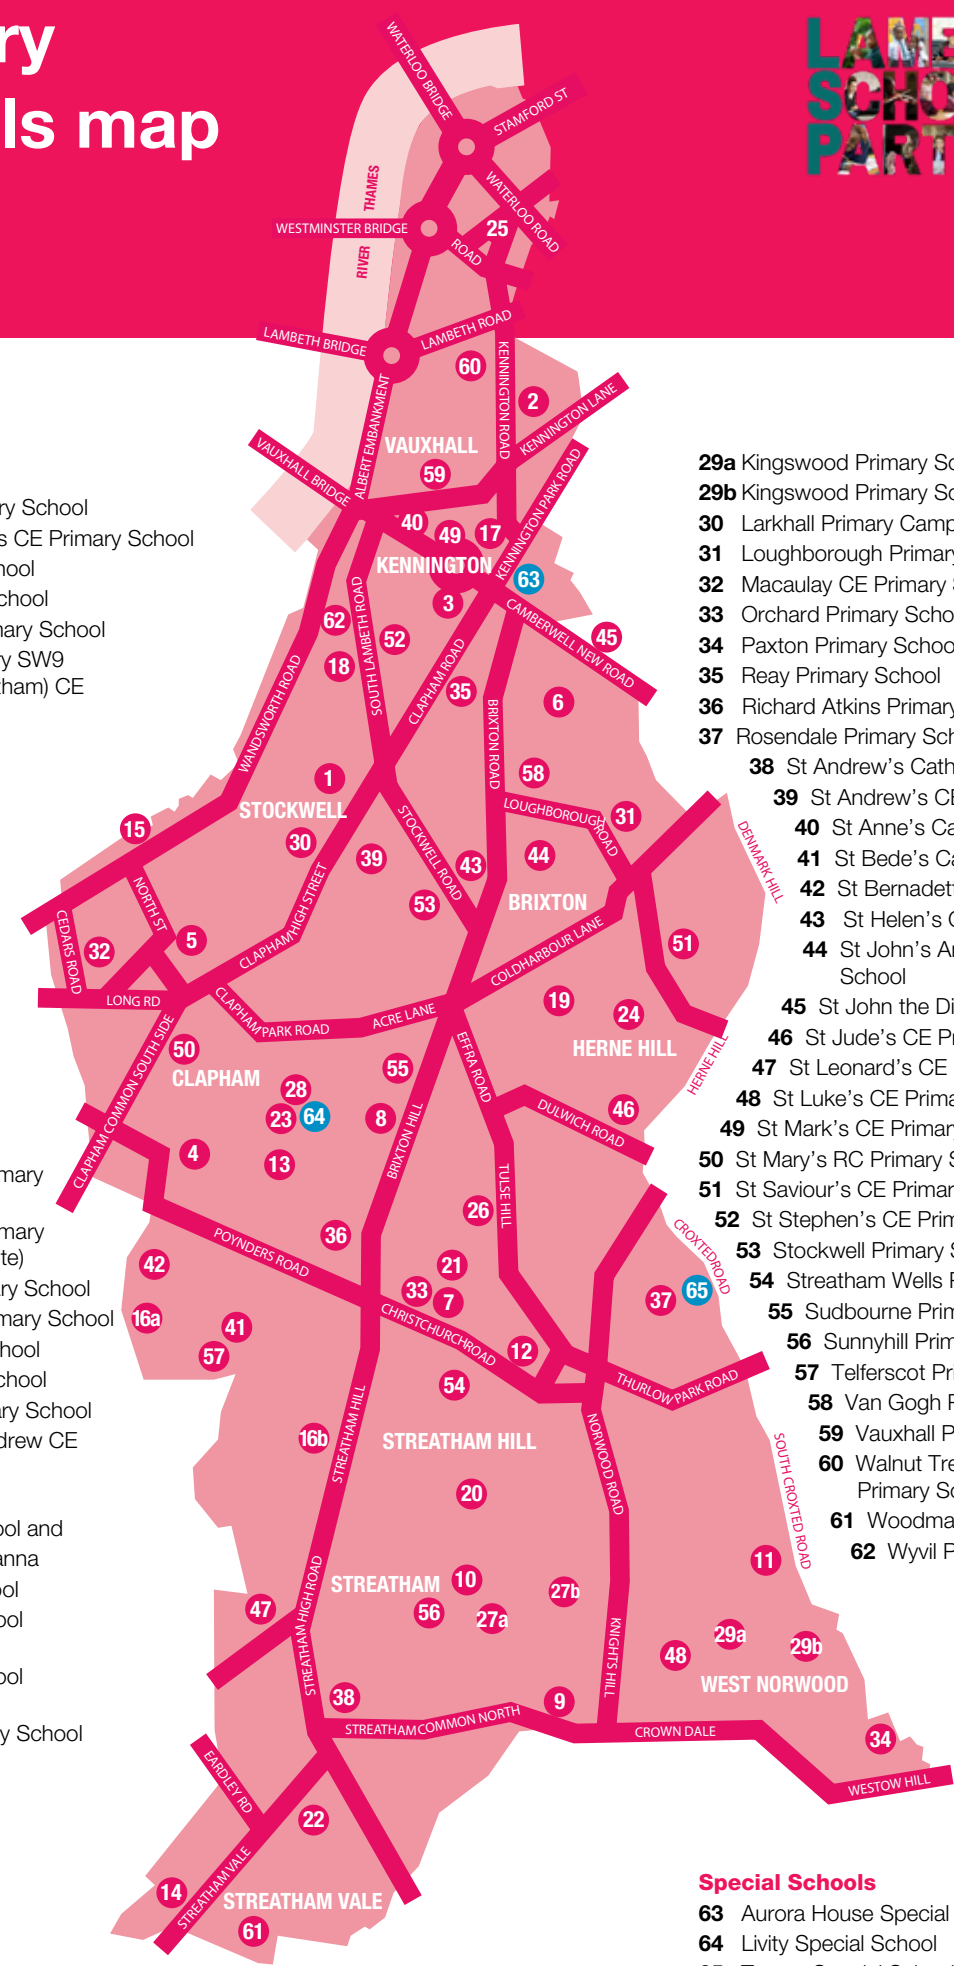 ry
ls map
LAMB
SCHO
PART
WATERLOO BRIDGE
STAMFORD ST
RIVER THAMES
WESTMINSTER BRIDGE
ROAD
25
WATERLOO ROAD
LAMBETH BRIDGE
LAMBETH ROAD
60
KENNINGTON ROAD
2
KENNINGTON LANE
ALBERT EMBANKMENT
VAUXHALL
VAUXHALL BRIDGE
59
KENNINGTON PARK ROAD
40
49
17
KENNINGTON
63
3
CAMBERWELL NEW ROAD
45
62
52
18
SOUTH LAMBETH ROAD
CLAPHAM ROAD
35
6
WANDSWORTH ROAD
BRIXTON ROAD
1
58
STOCKWELL
LOUGHBOROUGH ROAD
31
15
30
39
STOCKWELL ROAD
43
44
DENMARK HILL
NORTH ST
CLAPHAM HIGH STREET
53
BRIXTON
CEDARS ROAD
32
5
COLDHARBOUR LANE
51
LONG RD
CLAPHAM PARK ROAD
ACRE LANE
19
24
HERNE HILL
HERNE HILL
CLAPHAM COMMON SOUTH SIDE
50
CLAPHAM
55
EFFRA ROAD
28
23
64
8
BRIXTON HILL
46
DULWICH ROAD
4
13
TULSE HILL
26
36
POYNDERS ROAD
CROXTED ROAD
42
21
33
7
37
65
16a
41
57
CHRISTCHURCH ROAD
12
THURLOW PARK ROAD
54
STREATHAM HILL
16b
STREATHAM HILL
NORWOOD ROAD
SOUTH CROXTED ROAD
20
11
STREATHAM
10
27b
56
27a
47
STREATHAM HIGH ROAD
KNIGHTS HILL
29a
29b
48
WEST NORWOOD
38
9
STREATHAM COMMON NORTH
CROWN DALE
34
WESTOW HILL
EARDLEY RD
22
STREATHAM VALE
14
STREATHAM VALE
61
ry School
s CE Primary School
hool
chool
nary School
ry SW9
tham) CE
mary
mary
te)
ry School
mary School
hool
chool
ary School
drew CE
ool and
anna
ool
ool
ool
y School
29a Kingswood Primary Sc
29b Kingswood Primary Sc
30 Larkhall Primary Camp
31 Loughborough Primary
32 Macaulay CE Primary S
33 Orchard Primary Schoo
34 Paxton Primary School
35 Reay Primary School
36 Richard Atkins Primary
37 Rosendale Primary Sch
38 St Andrew's Cath
39 St Andrew's CE
40 St Anne's Ca
41 St Bede's Ca
42 St Bernadett
43 St Helen's C
44 St John's An
School
45 St John the Di
46 St Jude's CE Pr
47 St Leonard's CE
48 St Luke's CE Prima
49 St Mark's CE Primary
50 St Mary's RC Primary S
51 St Saviour's CE Primar
52 St Stephen's CE Prim
53 Stockwell Primary S
54 Streatham Wells P
55 Sudbourne Prim
56 Sunnyhill Prim
57 Telferscot Pri
58 Van Gogh P
59 Vauxhall P
60 Walnut Tre
Primary Sc
61 Woodma
62 Wyvil P
Special Schools
63 Aurora House Special
64 Livity Special School